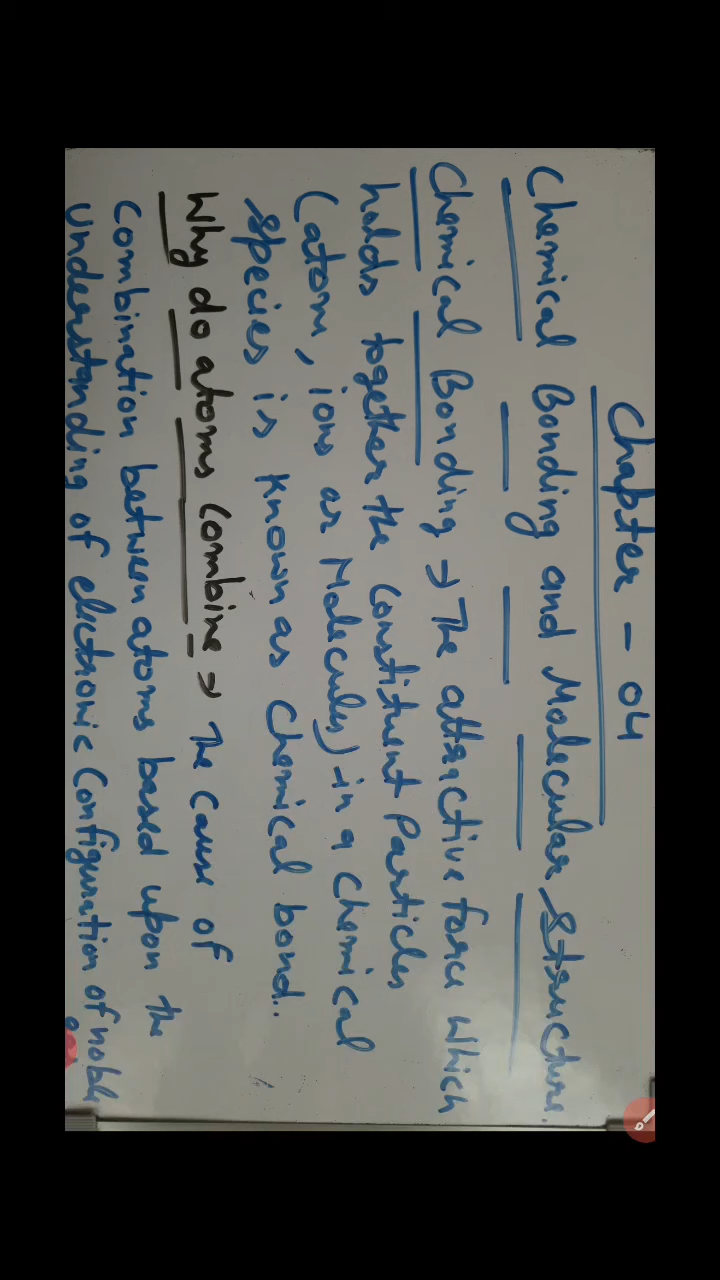 Chapter - 04
Chemical Bonding and Molecular Structure.
Chemical Bonding → The attractive force which
holds together the constituent Particles
(atom, ions or Molecules) in a chemical
species is known as chemical bond..
Why do atoms combine → The cause of
combination between atoms based upon the
understanding of electronic configuration of noble